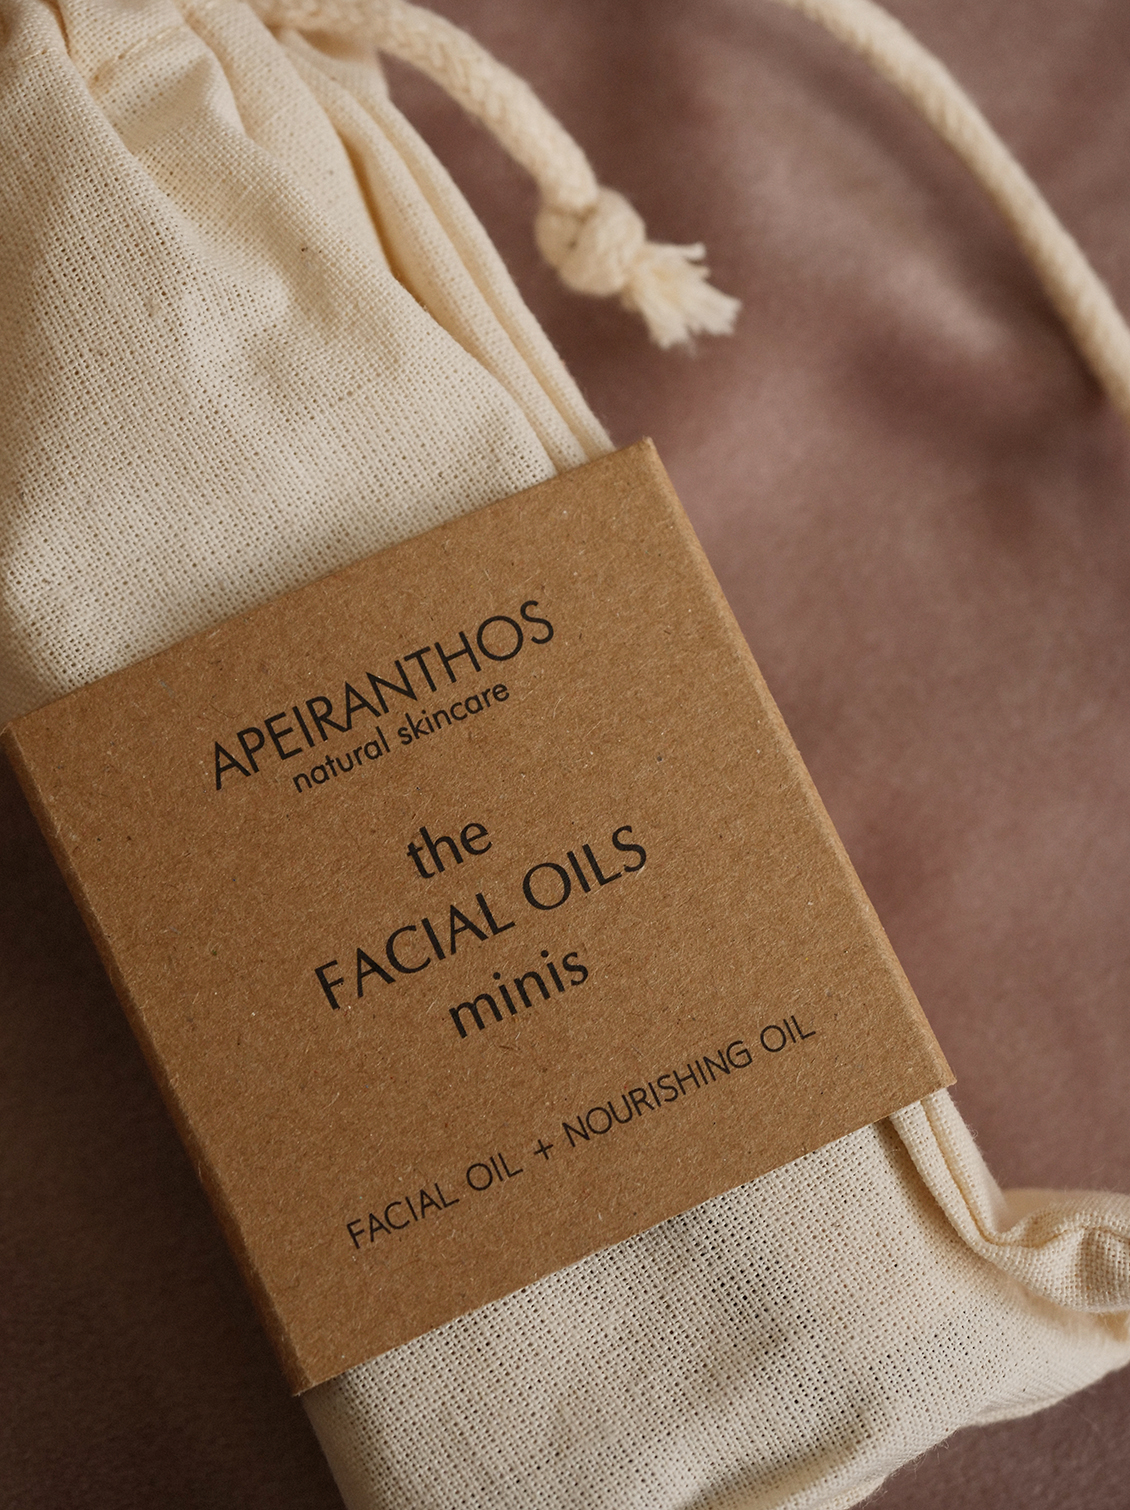 APEIRANTHOS
natural skincare
the
FACIAL OILS
minis
FACIAL OIL + NOURISHING OIL